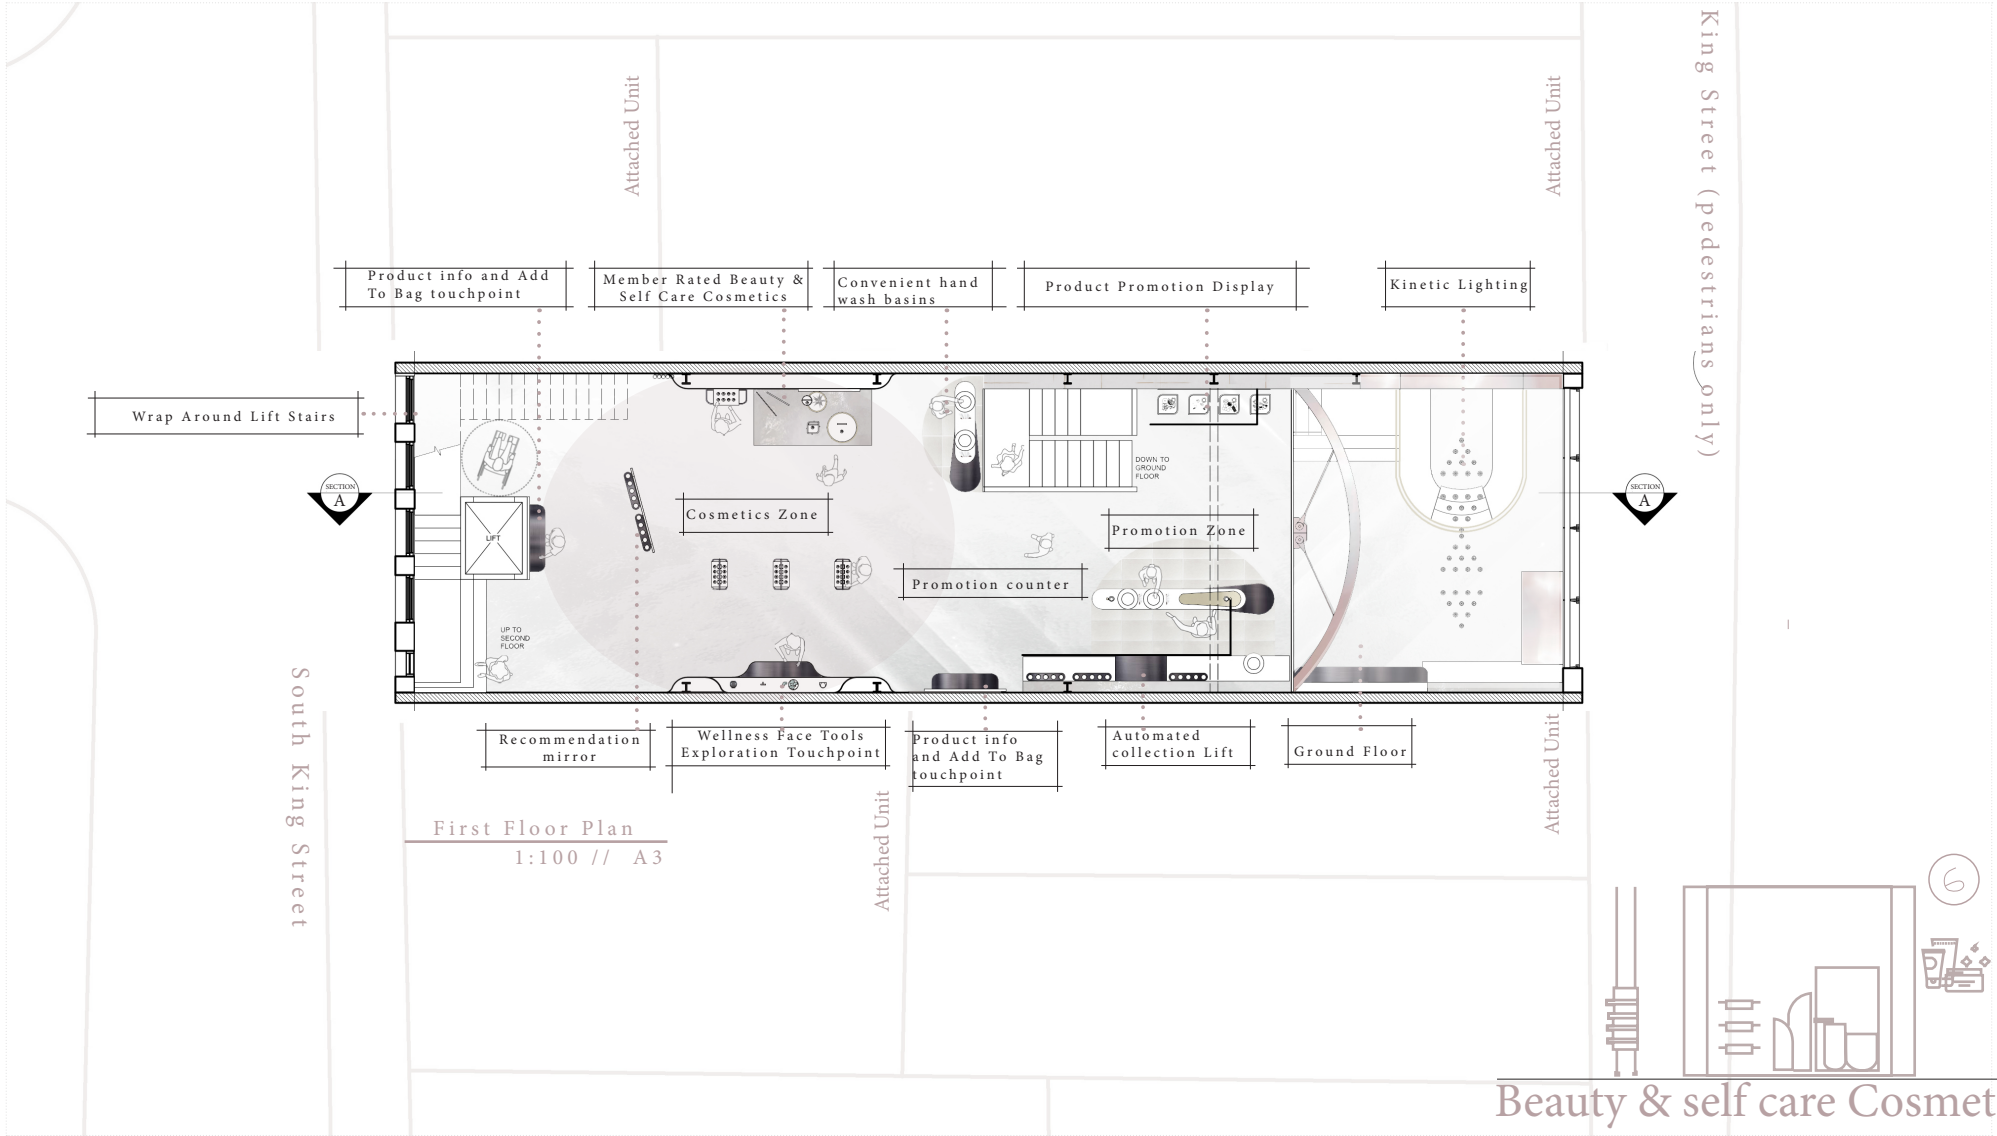 King Street (pedestrians only)
Attached Unit
Attached Unit
Product info and Add
To Bag touchpoint
Member Rated Beauty &
Self Care Cosmetics
Convenient hand
wash basins
Product Promotion Display
Kinetic Lighting
Wrap Around Lift Stairs
SECTION
A
SECTION
A
DOWN TO
GROUND
FLOOR
Cosmetics Zone
Promotion Zone
LIFT
Promotion counter
UP TO
SECOND
FLOOR
South King Street
Recommendation
mirror
Wellness Face Tools
Exploration Touchpoint
Product info
and Add To Bag
touchpoint
Automated
collection Lift
Ground Floor
Attached Unit
Attached Unit
First Floor Plan
1:100 // A3
6
Beauty & self care Cosmet